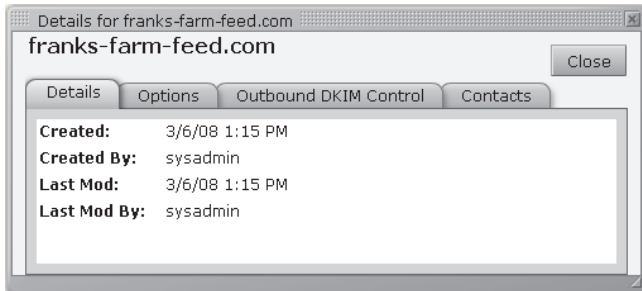 Details for franks-farm-feed.com
franks-farm-feed.com
Close
Details Options Outbound DKIM Control Contacts
Created: 3/6/08 1:15 PM
Created By: sysadmin
Last Mod: 3/6/08 1:15 PM
Last Mod By: sysadmin